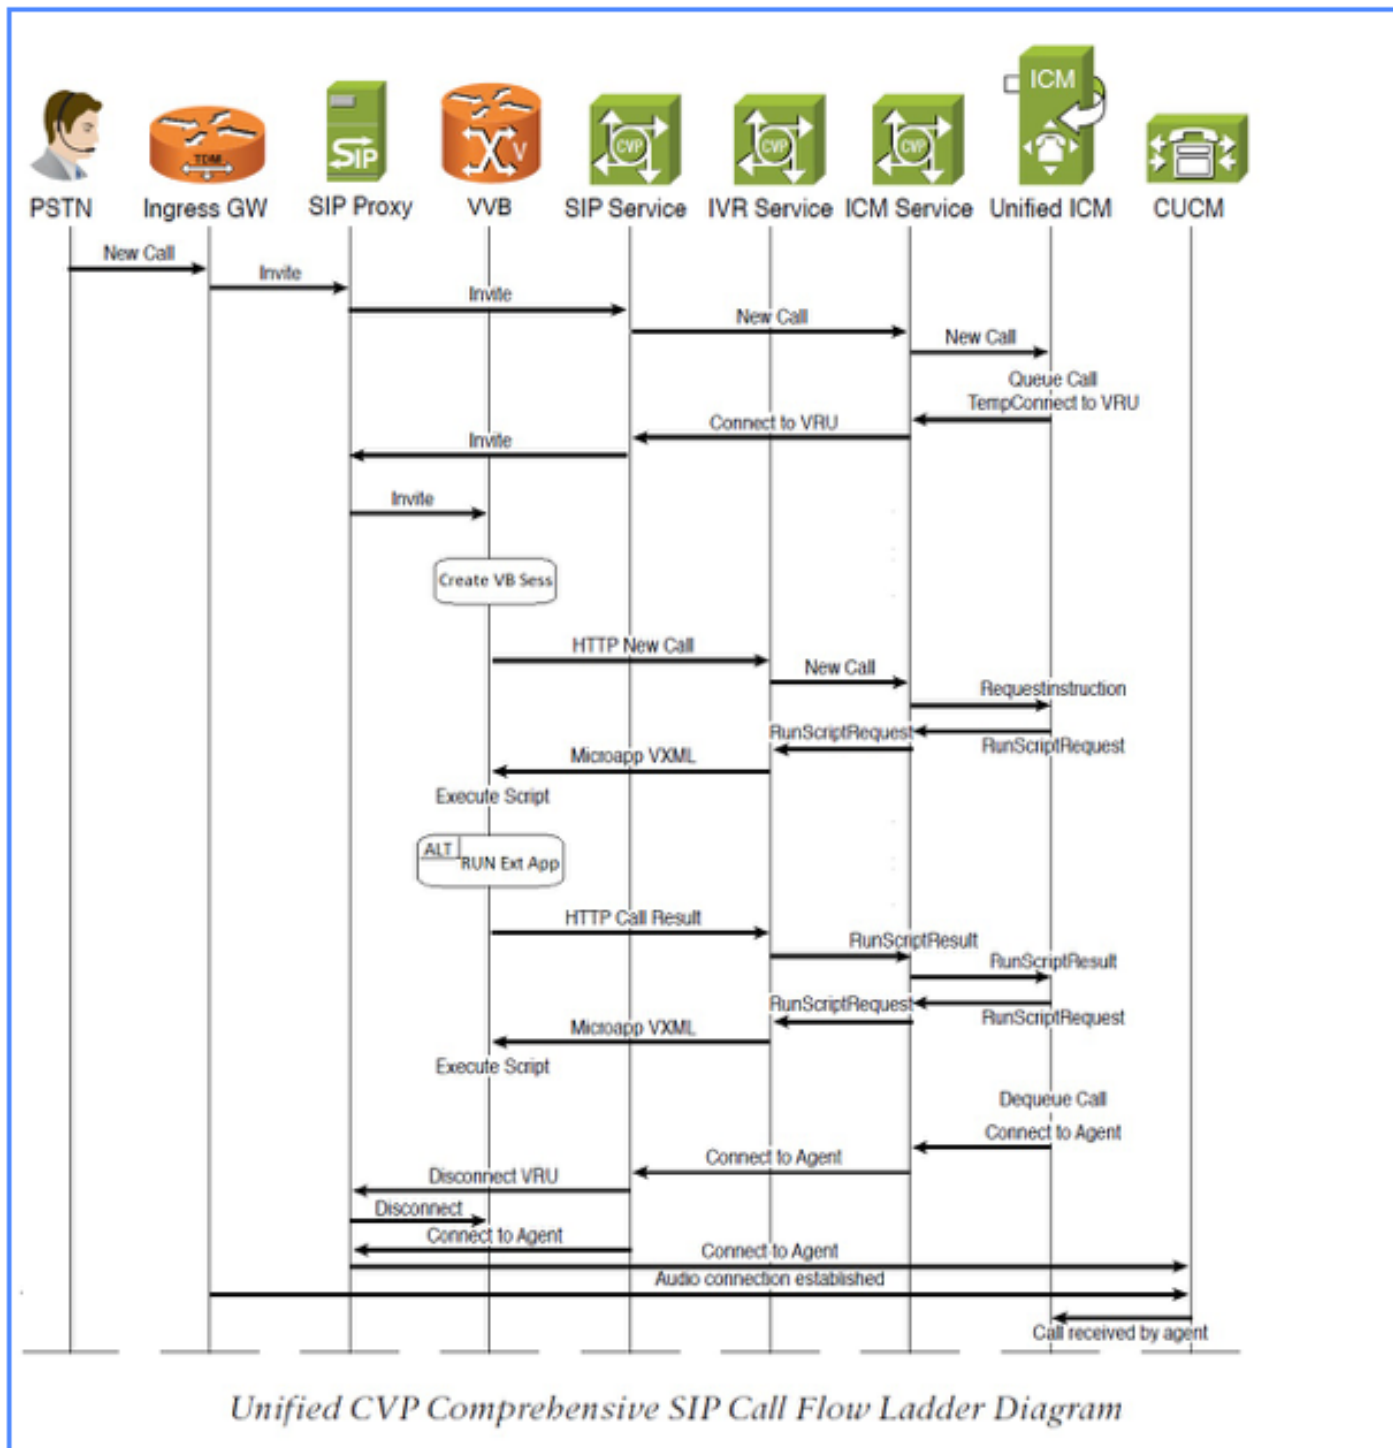 ICM
TDM
SIP
V
CVP
CVP
CVP
PSTN
Ingress GW
SIP Proxy
VVB
SIP Service
IVR Service
ICM Service
Unified ICM
CUCM
New Call
Invite
Invite
New Call
New Call
Queue Call
TempConnect to VRU
Connect to VRU
Invite
Invite
Create VB Sess
HTTP New Call
New Call
Requestinstruction
RunScriptRequest
RunScriptRequest
Microapp VXML
Execute Script
ALT
RUN Ext App
HTTP Call Result
RunScriptResult
RunScriptResult
RunScriptRequest
RunScriptRequest
Microapp VXML
Execute Script
Dequeue Call
Connect to Agent
Connect to Agent
Disconnect VRU
Disconnect
Connect to Agent
Connect to Agent
Audio connection established
Call received by agent
Unified CVP Comprehensive SIP Call Flow Ladder Diagram